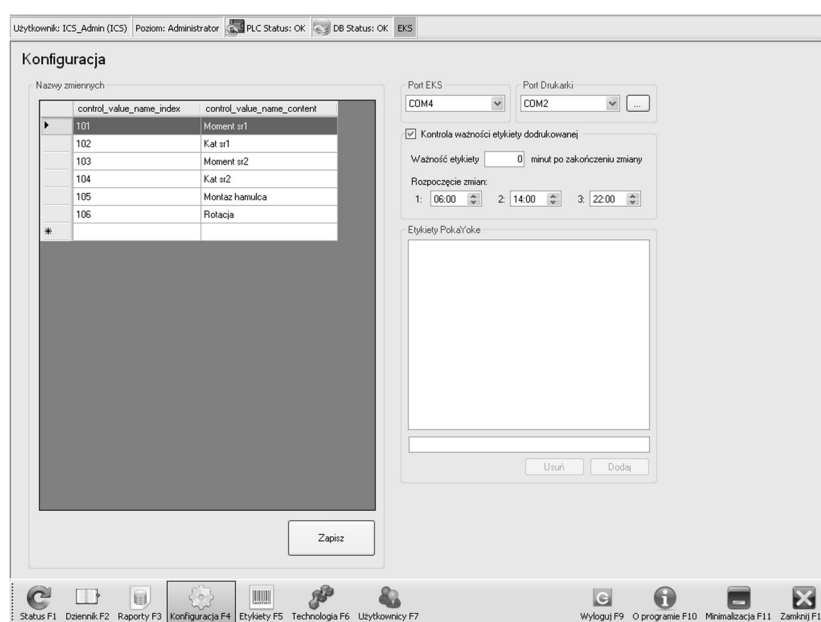 Użytkownik: ICS_Admin (ICS) Poziom: Administrator PLC Status: OK DB Status: OK EKS
Konfiguracja
Nazwy zmiennych
control_value_name_index control_value_name_content
101 Moment sr1
102 Kat sr1
103 Moment sr2
104 Kat sr2
105 Montaz hamulca
106 Rotacja
Zapisz
Port EKS Port Drukarki
COM4 COM2 ...
Kontrola ważności etykiety dodrukowanej
Ważność etykiety 0 minut po zakończeniu zmiany
Rozpoczęcie zmian:
1: 06:00 2: 14:00 3: 22:00
Etykiety PokaYoke
Usuń Dodaj
Status F1 Dziennik F2 Raporty F3 Konfiguracja F4 Etykiety F5 Technologia F6 Użytkownicy F7 Wyloguj F9 O programie F10 Minimalizacja F11 Zamknij F1